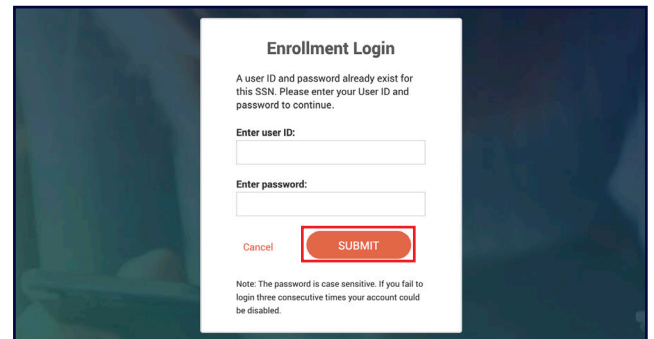 Enrollment Login
A user ID and password already exist for
this SSN. Please enter your User ID and
password to continue.
Enter user ID:
Enter password:
Cancel
SUBMIT
Note: The password is case sensitive. If you fail to
login three consecutive times your account could
be disabled.